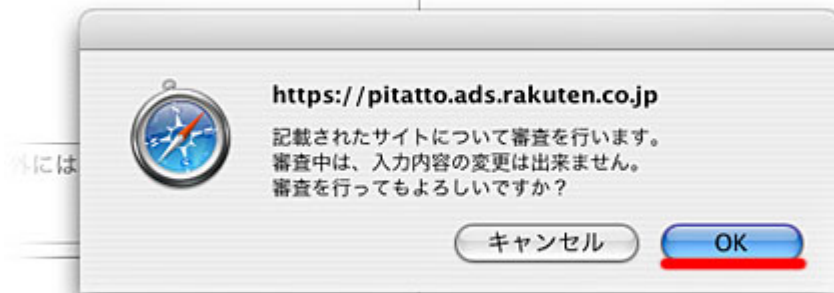 https://pitatto.ads.rakuten.co.jp
記載されたサイトについて審査を行います。
審査中は、入力内容の変更は出来ません。
審査を行ってもよろしいですか？
外には
キャンセル
OK